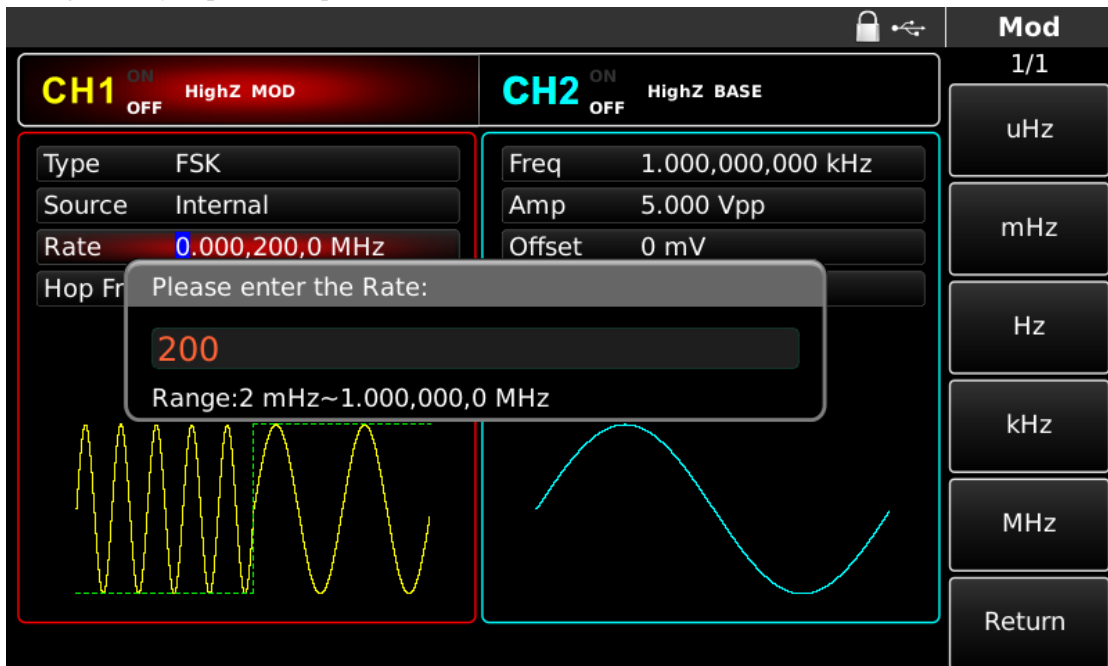 Mod
1/1
CH1 ON OFF HighZ MOD
CH2 ON OFF HighZ BASE
uHz
Type FSK
Freq 1.000,000,000 kHz
Source Internal
Amp 5.000 Vpp
mHz
Rate 0.000,200,0 MHz
Offset 0 mV
Hop Fr
Please enter the Rate:
200
Range:2 mHz~1.000,000,0 MHz
Hz
kHz
MHz
Return